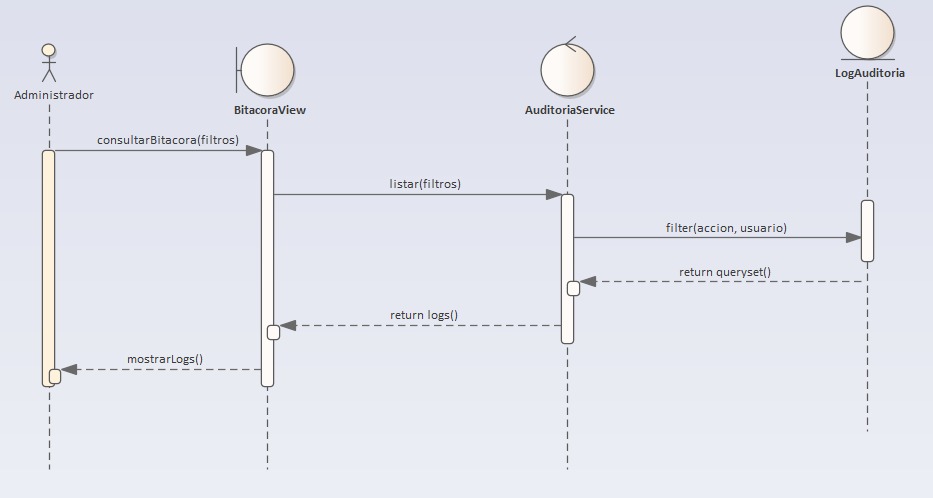 LogAuditoria
Administrador
BitacoraView
AuditoriaService
consultarBitacora(filtros)
listar(filtros)
filter(accion, usuario)
return queryset()
return logs()
mostrarLogs()